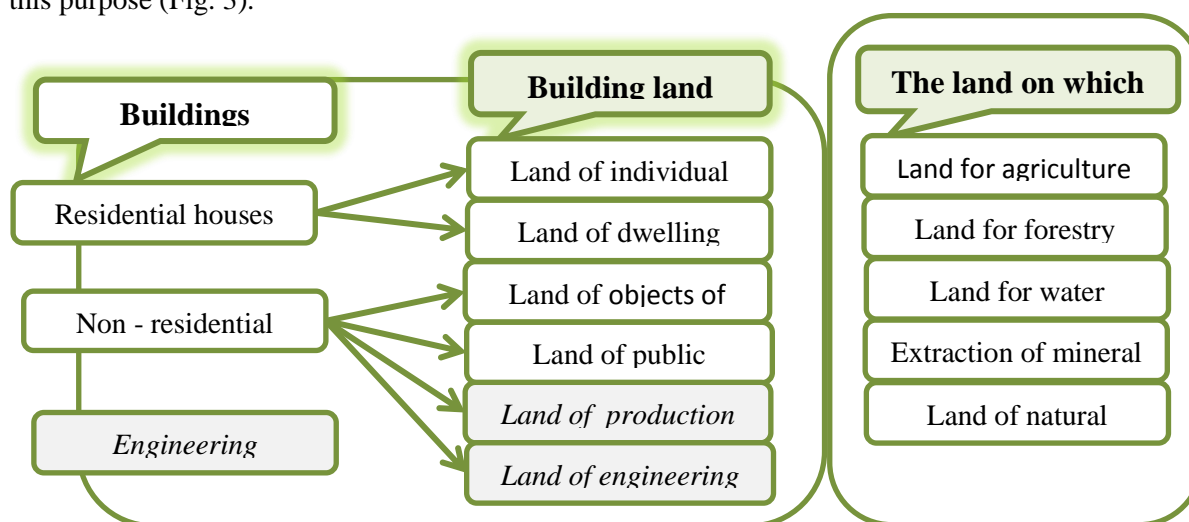 this purpose (Fig. 3).
Buildings
Residential houses
Non - residential
Engineering
Building land
Land of individual
Land of dwelling
Land of objects of
Land of public
Land of production
Land of engineering
The land on which
Land for agriculture
Land for forestry
Land for water
Extraction of mineral
Land of natural